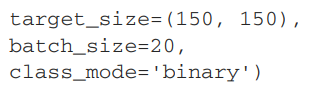 target_size=(150, 150),
batch_size=20,
class_mode='binary')